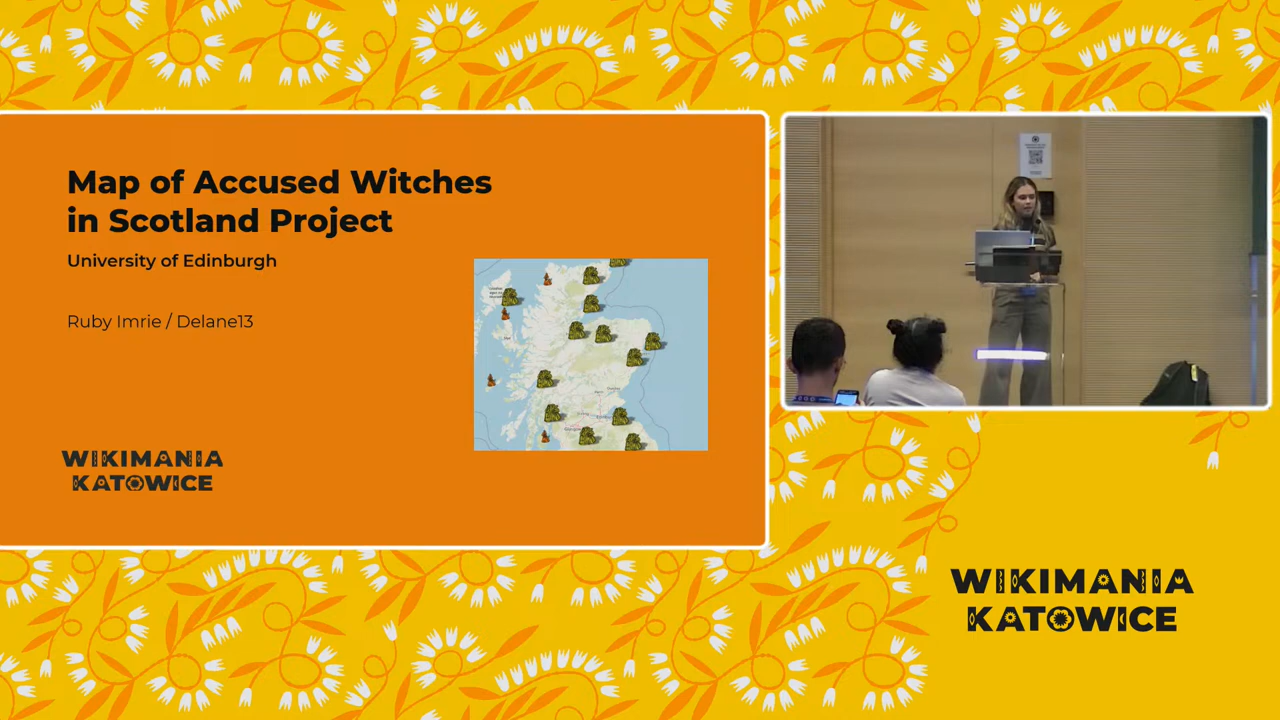 Map of Accused Witches
in Scotland Project
University of Edinburgh
Ruby Imrie / Delane13
WIKIMANIA
KATOWICE
WIKIMANIA
KATOWICE